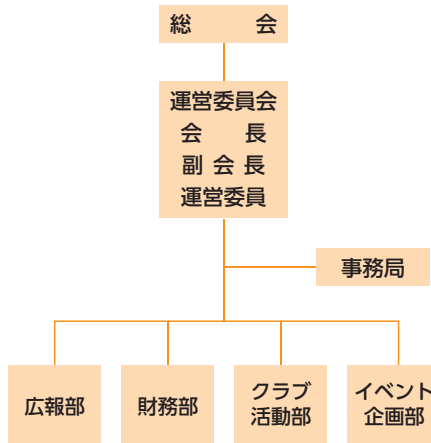 総　会
運営委員会
会　長
副会長
運営委員
事務局
広報部
財務部
クラブ
活動部
イベント
企画部